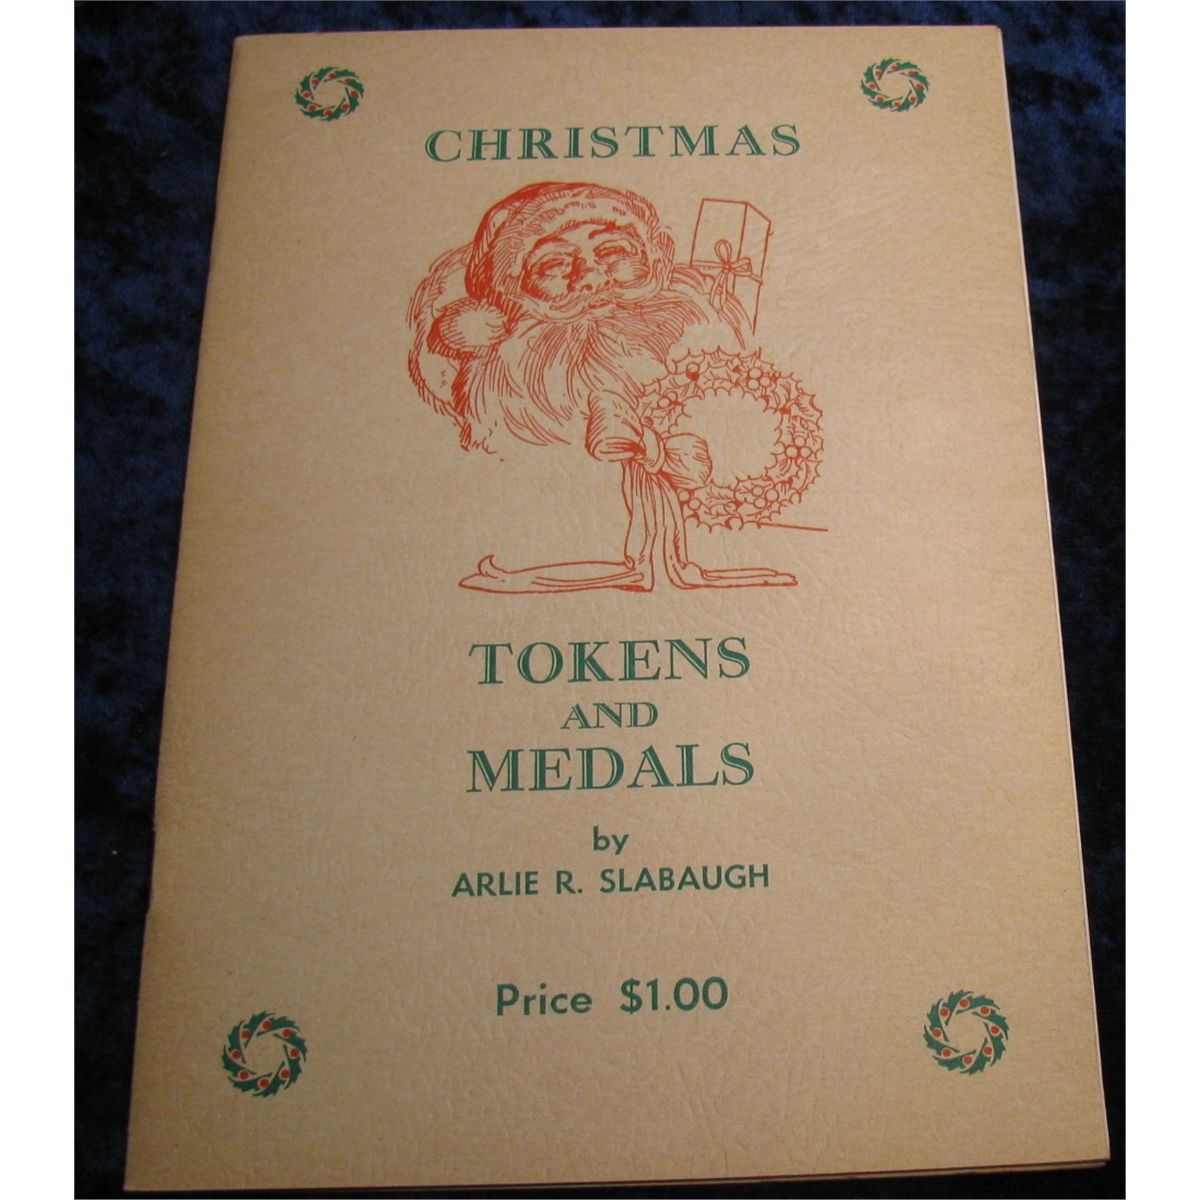 CHRISTMAS
TOKENS
AND
MEDALS
by
ARLIE R. SLABAUGH
Price $1.00